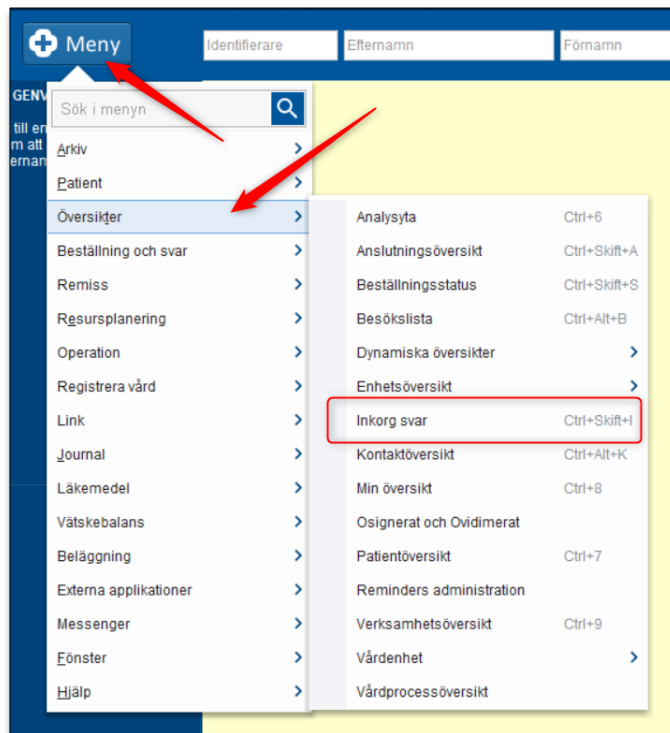 Meny
Identifierare
Efternamn
Förnamn
GENV
till en
m att
ernam
Sök i menyn
Arkiv
Patient
Översikter
Beställning och svar
Remiss
Resursplanering
Operation
Registrera vård
Link
Journal
Läkemedel
Vätskebalans
Beläggning
Externa applikationer
Messenger
Fönster
Hjälp
Analysyta Ctrl+6
Anslutningsöversikt Ctrl+Skift+A
Beställningsstatus Ctrl+Skift+S
Besökslista Ctrl+Alt+B
Dynamiska översikter
Enhetsöversikt
Inkorg svar Ctrl+Skift+I
Kontaktöversikt Ctrl+Alt+K
Min översikt Ctrl+8
Osignerat och Ovidimerat
Patientöversikt Ctrl+7
Reminders administration
Verksamhetsöversikt Ctrl+9
Vårdenhet
Vårdprocessöversikt